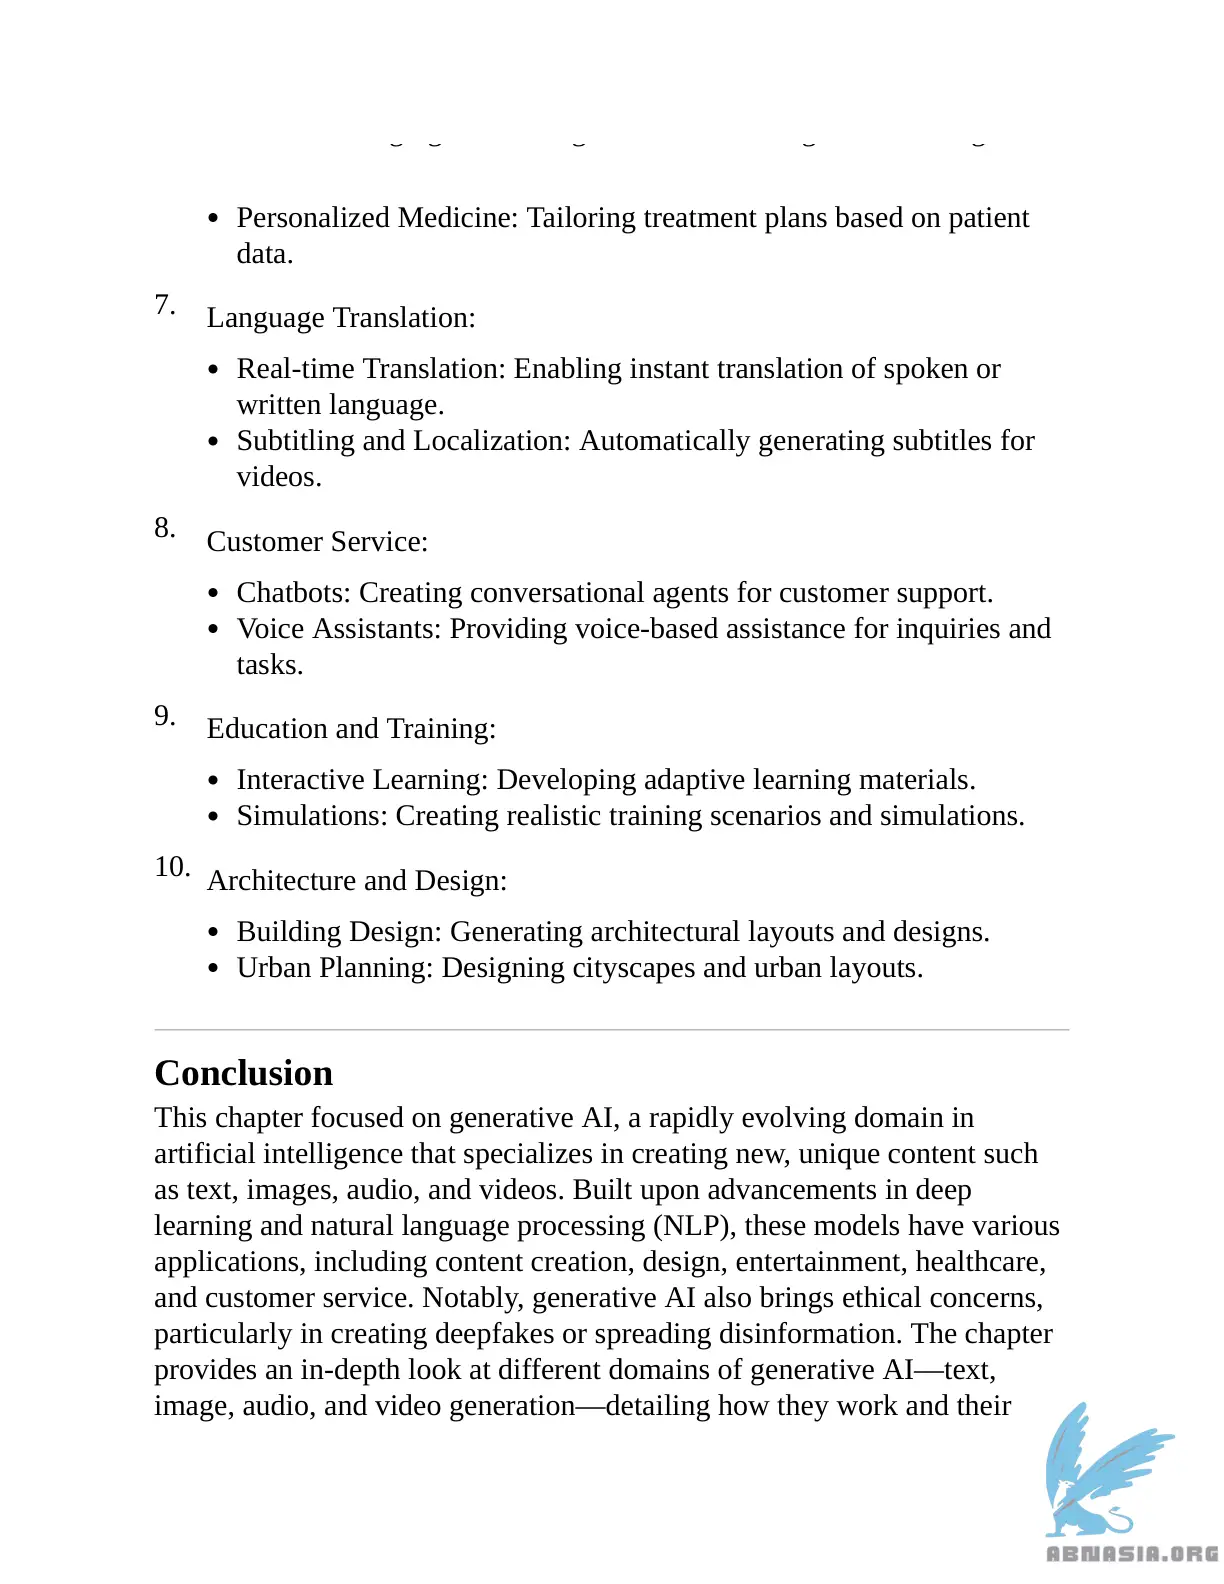 • Personalized Medicine: Tailoring treatment plans based on patient
data.
7. Language Translation:
• Real-time Translation: Enabling instant translation of spoken or
written language.
• Subtitling and Localization: Automatically generating subtitles for
videos.
8. Customer Service:
• Chatbots: Creating conversational agents for customer support.
• Voice Assistants: Providing voice-based assistance for inquiries and
tasks.
9. Education and Training:
• Interactive Learning: Developing adaptive learning materials.
• Simulations: Creating realistic training scenarios and simulations.
10. Architecture and Design:
• Building Design: Generating architectural layouts and designs.
• Urban Planning: Designing cityscapes and urban layouts.
Conclusion
This chapter focused on generative AI, a rapidly evolving domain in
artificial intelligence that specializes in creating new, unique content such
as text, images, audio, and videos. Built upon advancements in deep
learning and natural language processing (NLP), these models have various
applications, including content creation, design, entertainment, healthcare,
and customer service. Notably, generative AI also brings ethical concerns,
particularly in creating deepfakes or spreading disinformation. The chapter
provides an in-depth look at different domains of generative AI—text,
image, audio, and video generation—detailing how they work and their
ABNASIA.ORG